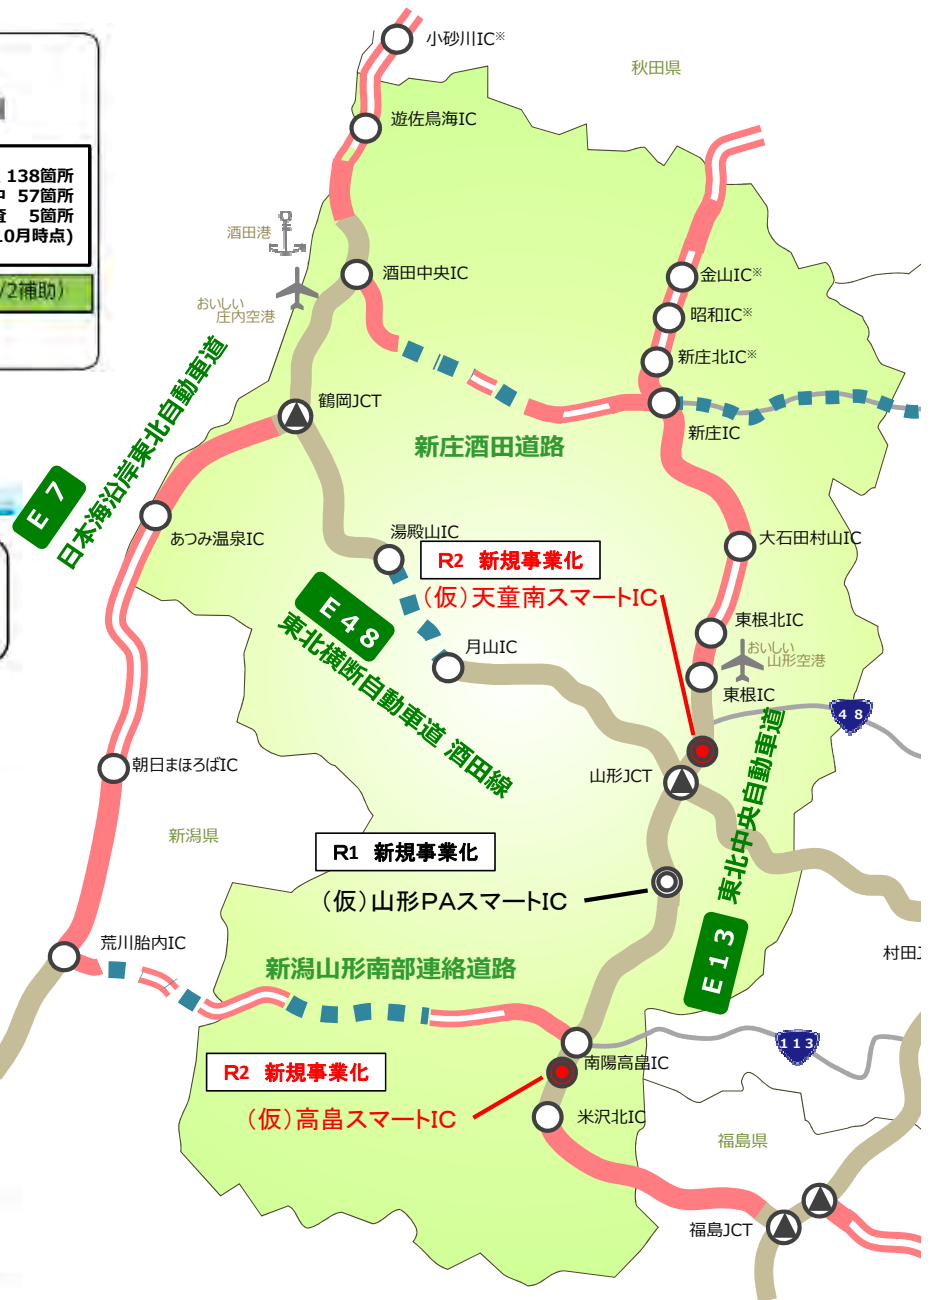 小砂川IC※
秋田県
遊佐鳥海IC
138箇所
57箇所
5箇所
10月時点)
/2補助）
酒田港
酒田中央IC
金山IC※
おいしい
庄内空港
昭和IC※
新庄北IC※
鶴岡JCT
新庄IC
新庄酒田道路
E 7
日本海沿岸東北自動車道
あつみ温泉IC
湯殿山IC
大石田村山IC
R2 新規事業化
（仮）天童南スマートIC
E 4 8
東北横断自動車道 酒田線
東根北IC
おいしい
山形空港
月山IC
東根IC
4 8
朝日まほろばIC
山形JCT
東北中央自動車道
新潟県
R1 新規事業化
（仮）山形PAスマートIC
荒川胎内IC
新潟山形南部連絡道路
E 1 3
村田
113
南陽高畠IC
R2 新規事業化
（仮）高畠スマートIC
米沢北IC
福島県
福島JCT